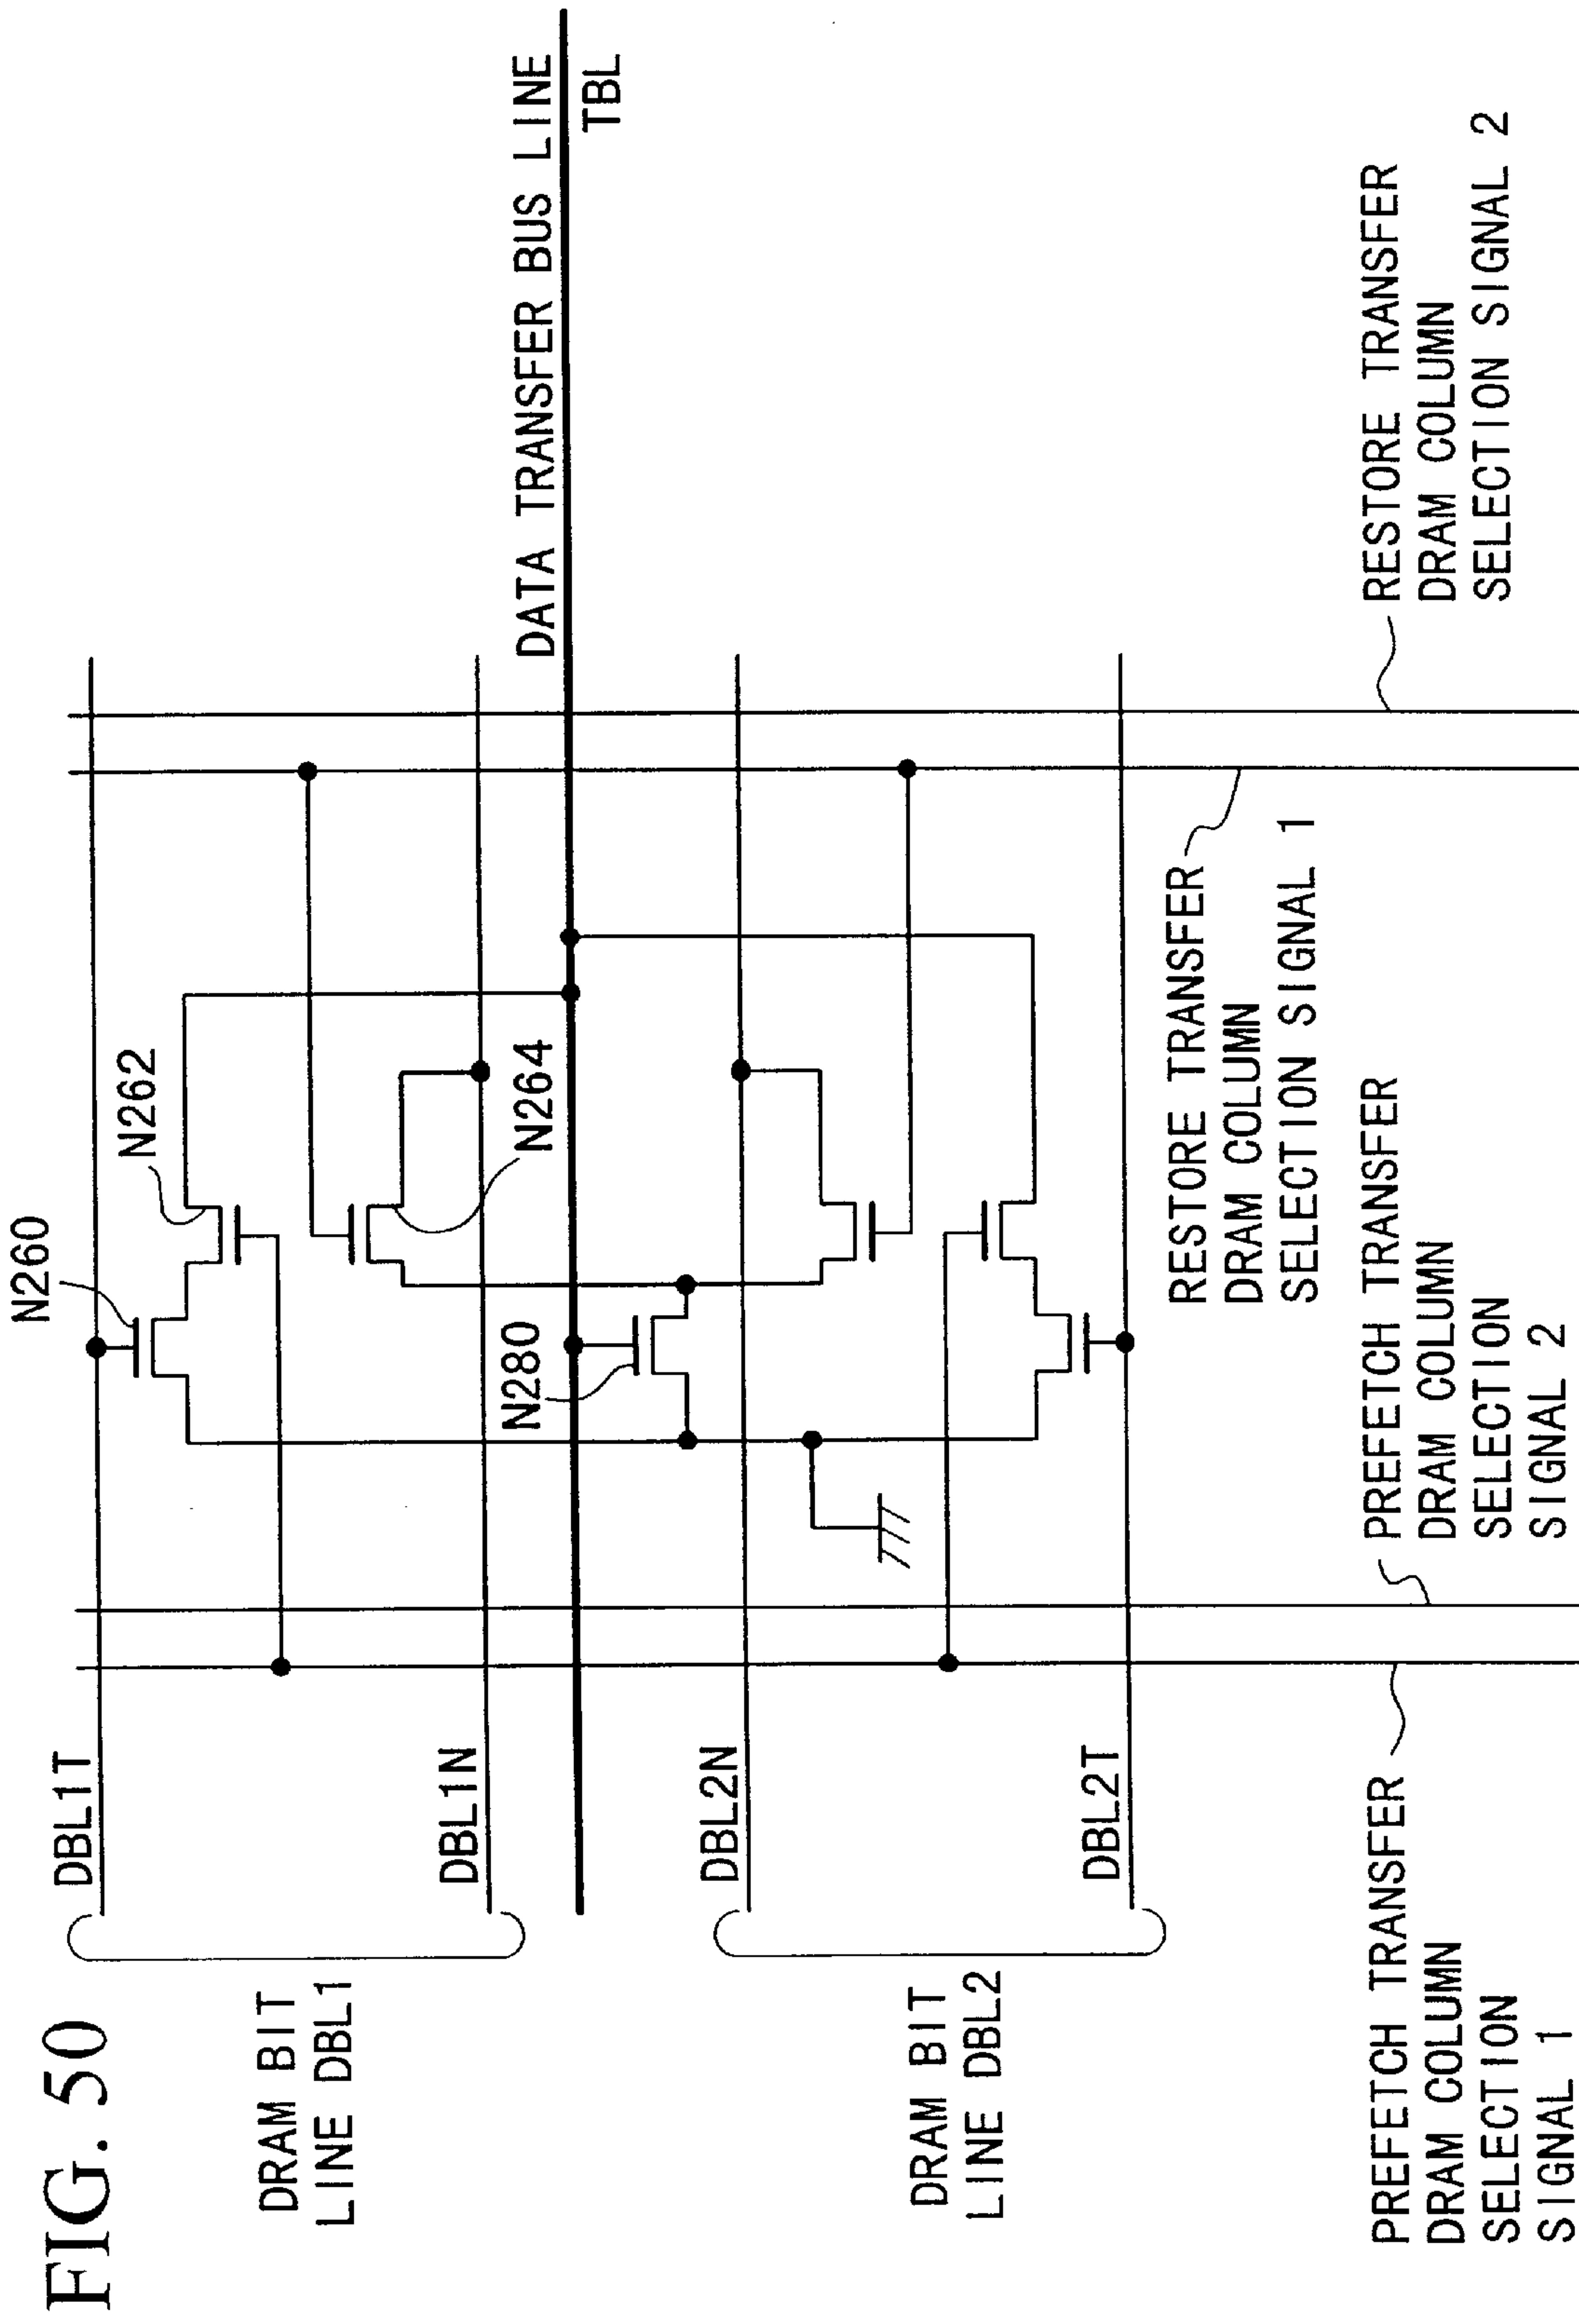 FIG. 50
N260
N262
DBL1T
DRAM BIT
LINE DBL1
DBL1N
N264
N280
DATA TRANSFER BUS LINE
TBL
DBL2N
DRAM BIT
LINE DBL2
DBL2T
PREFETCH TRANSFER
DRAM COLUMN
SELECTION
SIGNAL 1
PREFETCH TRANSFER
DRAM COLUMN
SELECTION
SIGNAL 2
RESTORE TRANSFER
DRAM COLUMN
SELECTION SIGNAL 1
RESTORE TRANSFER
DRAM COLUMN
SELECTION SIGNAL 2